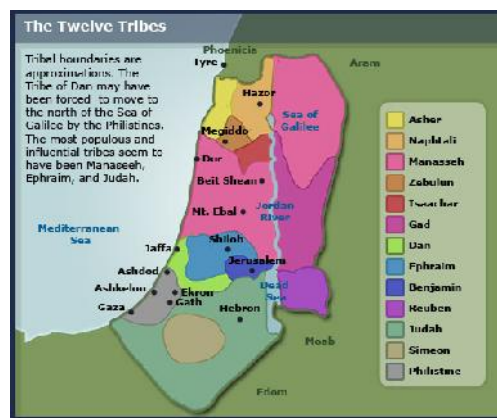 The Twelve Tribes
Tribal boundaries are
approximations. The
Tribe of Dan may have
been forced to move to
the north of the Sea of
Galilee by the Philistines.
The most populous and
influential tribes seem to
have been Manaseeh,
Ephraim, and Judah.
Phoenicia
Tyre
Aram
Hazor
Sea of
Galilee
Megiddo
Dor
Beit Shean
Mt. Ebal
Jordan
River
Mediterranean
Sea
Jaffa
Shiloh
Jerusalem
Ashdod
Ashkelon
Ekron
Gath
Gaza
Dead
Sea
Hebron
Moab
Asher
Naphtali
Manasseh
Zebulun
Issachar
Gad
Dan
Ephraim
Benjamin
Reuben
Judah
Simeon
Philistine